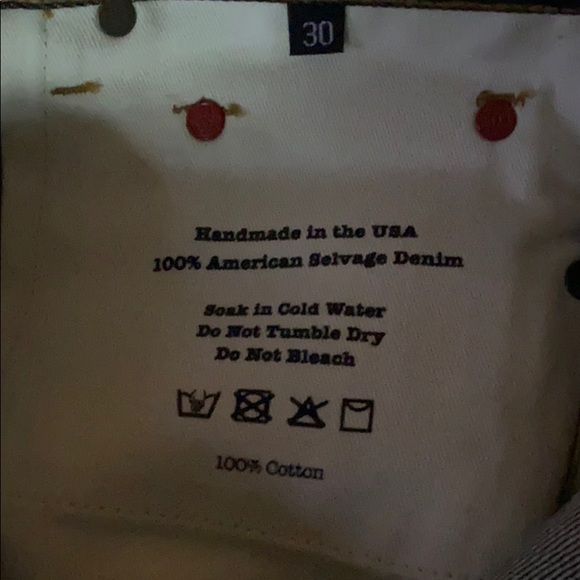 30
Handmade in the USA
100% American Selvage Denim
Soak in Cold Water
Do Not Tumble Dry
Do Not Bleach
100% Cotton